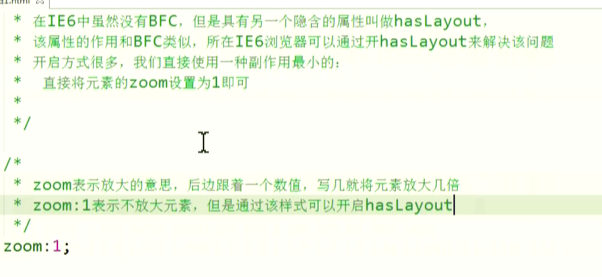 * 在IE6中虽然没有BFC，但是具有另一个隐含的属性叫做hasLayout，
* 该属性的作用和BFC类似，所在IE6浏览器可以通过开hasLayout来解决该问题
* 开启方式很多，我们直接使用一种副作用最小的：
* 直接将元素的zoom设置为1即可
*
*/
/*
* zoom表示放大的意思，后边跟着一个数值，写几就将元素放大几倍
* zoom:1表示不放大元素，但是通过该样式可以开启hasLayout
*/
zoom:1;